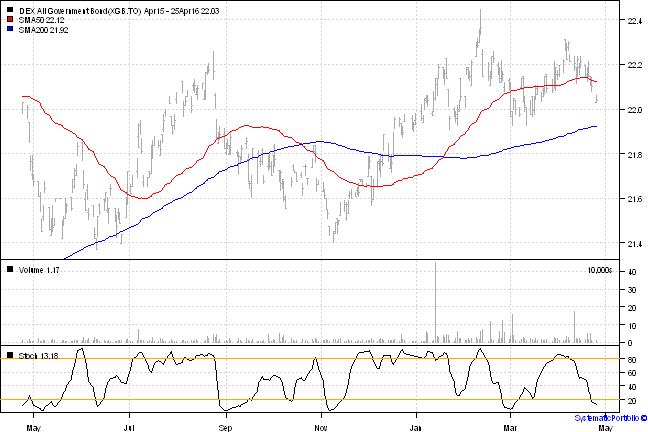 DEX All Government Bond(XGB.TO) Apr15 - 25Apr16 22.03
SMA50 22.12
SMA200 21.92
22.4
22.2
22.0
21.8
21.6
21.4
Volume 1.17
10,000s
40
30
20
10
0
Stoch 13.18
80
60
40
20
May
Jul
Sep
Nov
Jan
Mar
May
SystematicPortfolio ©